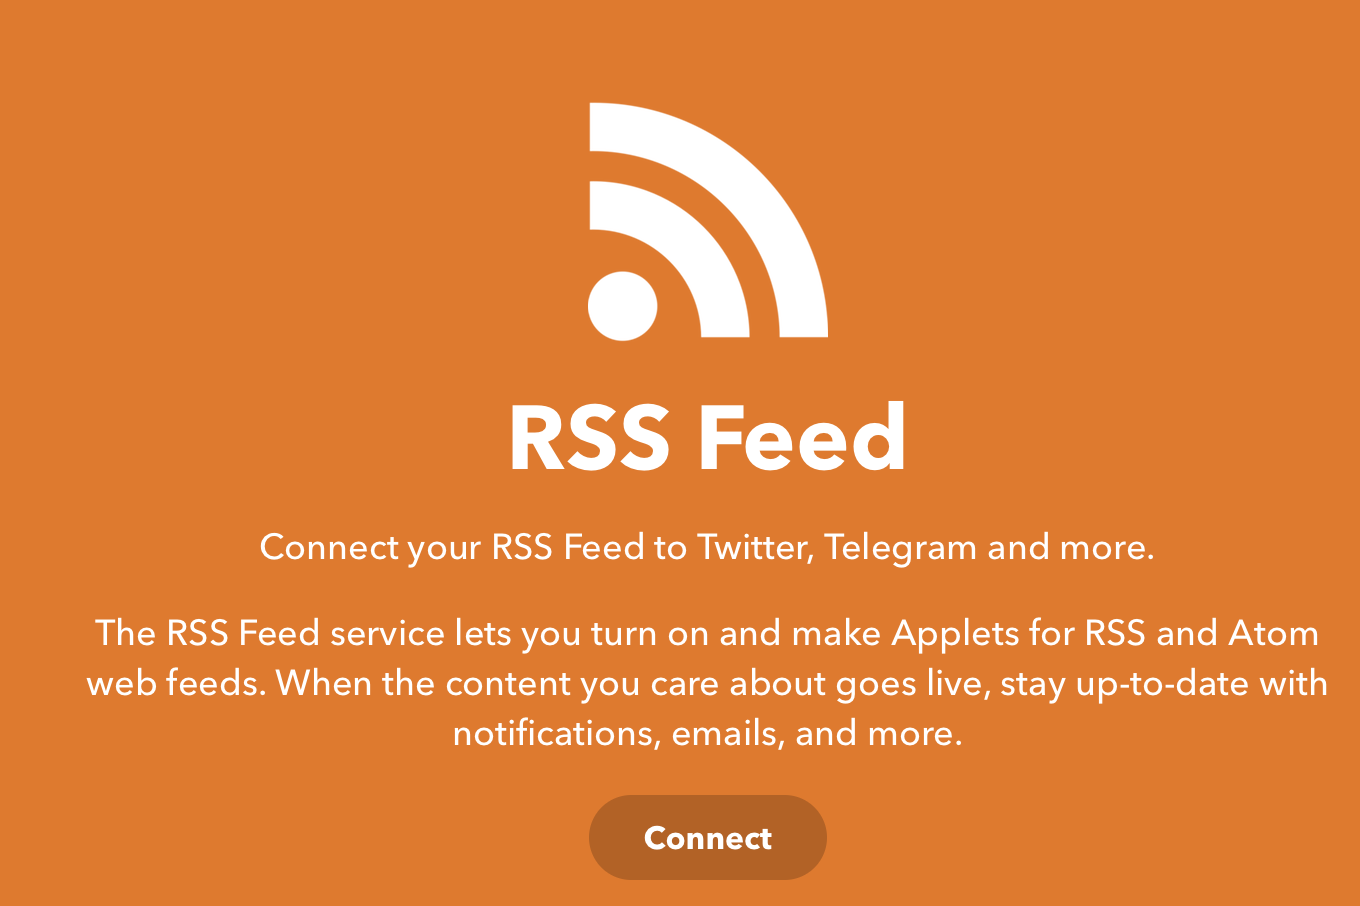 RSS Feed
Connect your RSS Feed to Twitter, Telegram and more.
The RSS Feed service lets you turn on and make Applets for RSS and Atom
web feeds. When the content you care about goes live, stay up-to-date with
notifications, emails, and more.
Connect